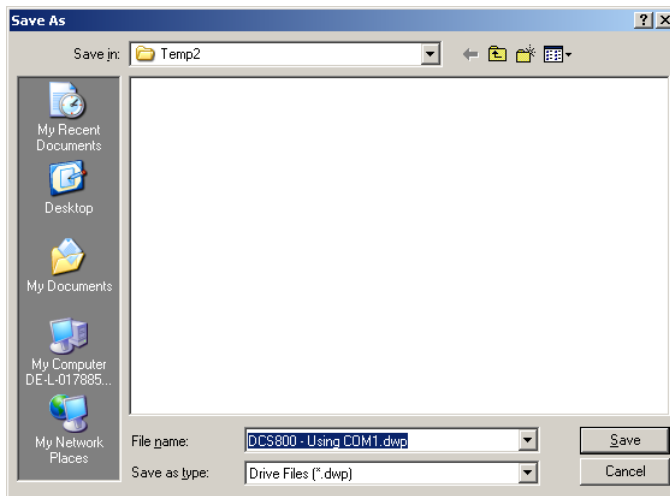 Save As
Save in:
Temp2
My Recent
Documents
Desktop
My Documents
My Computer
DE-L-017885...
My Network
Places
File name:
DCS800 - Using COM1.dwp
Save
Save as type:
Drive Files (*.dwp)
Cancel